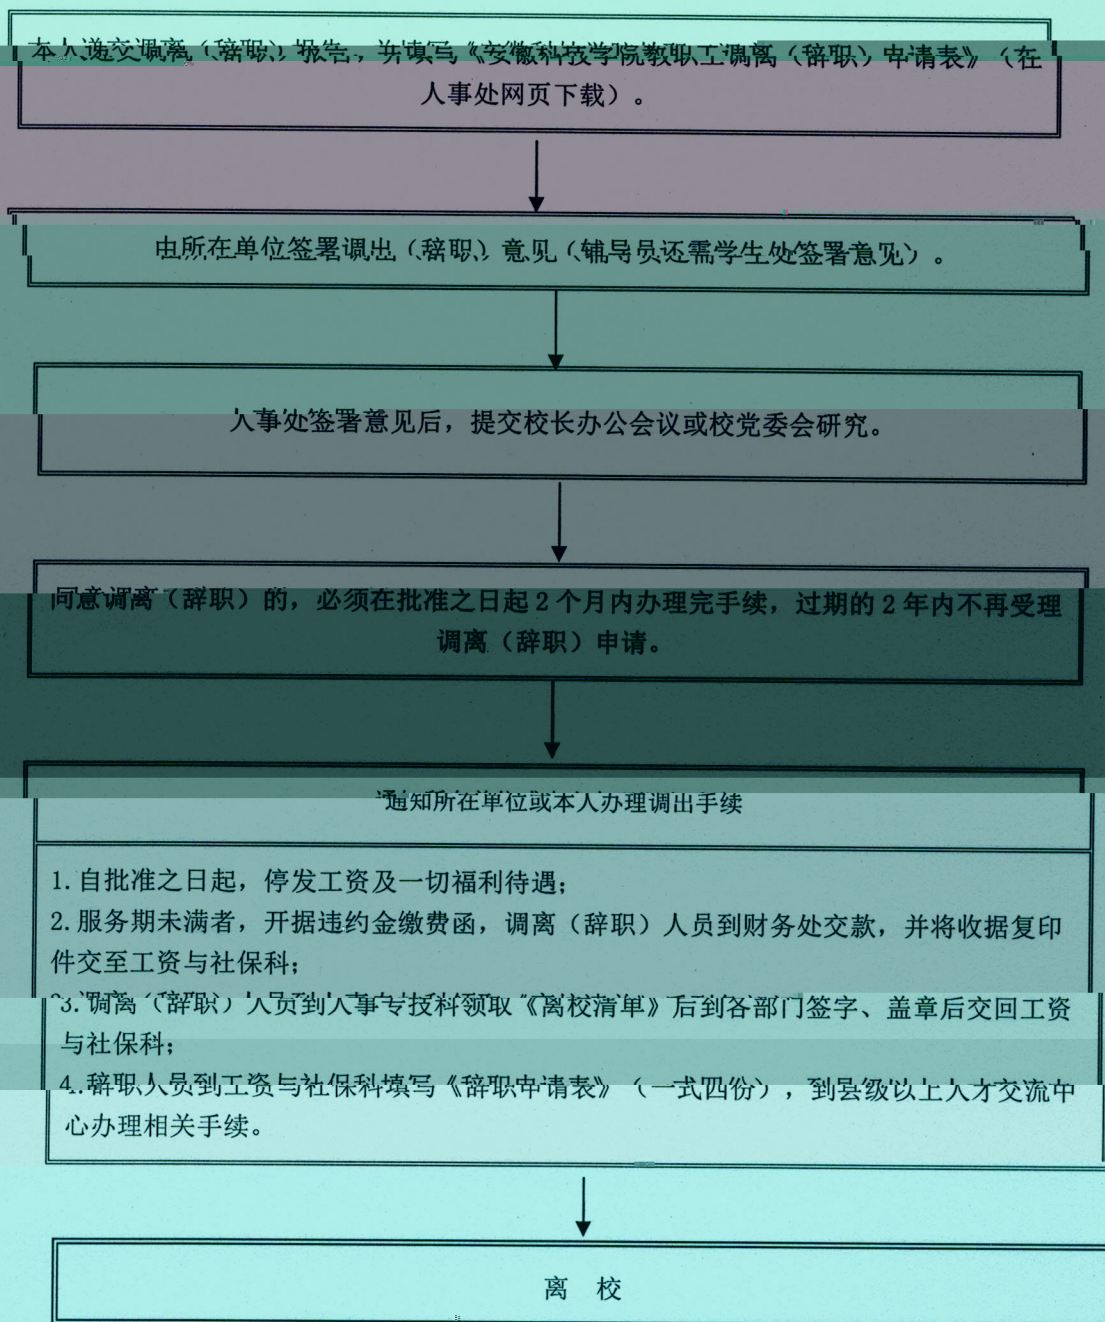 本人递交调离（辞职）报告，并填写《安徽科技学院教职工调离（辞职）申请表》（在
人事处网页下载）。
由所在单位签署调出（辞职）意见（辅导员还需学生处签署意见）。
人事处签署意见后，提交校长办公会议或校党委会研究。
同意调离（辞职）的，必须在批准之日起2个月内办理完手续，过期的2年内不再受理
调离（辞职）申请。
通知所在单位或本人办理调出手续
1.自批准之日起，停发工资及一切福利待遇；
2.服务期未满者，开据违约金缴费函，调离（辞职）人员到财务处交款，并将收据复印
件交至工资与社保科；
3.调离（辞职）人员到人事专技科领取《离校清单》后到各部门签字、盖章后交回工资
与社保科；
4.辞职人员到工资与社保科填写《辞职申请表》（一式四份），到县级以上人才交流中
心办理相关手续。
离 校